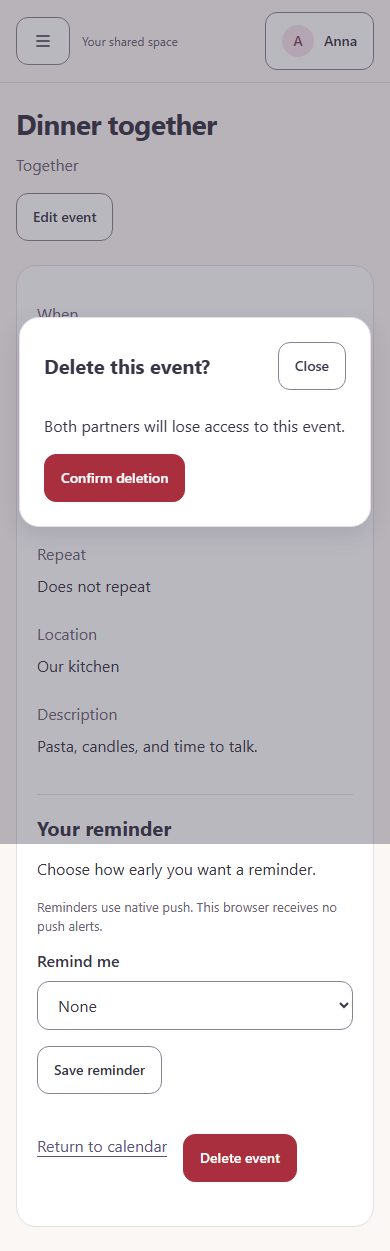 Your shared space
A
Anna
Dinner together
Together
Edit event
When
Delete this event?
Close
Both partners will lose access to this event.
Confirm deletion
Repeat
Does not repeat
Location
Our kitchen
Description
Pasta, candles, and time to talk.
Your reminder
Choose how early you want a reminder.
Reminders use native push. This browser receives no
push alerts.
Remind me
None
Save reminder
Return to calendar
Delete event